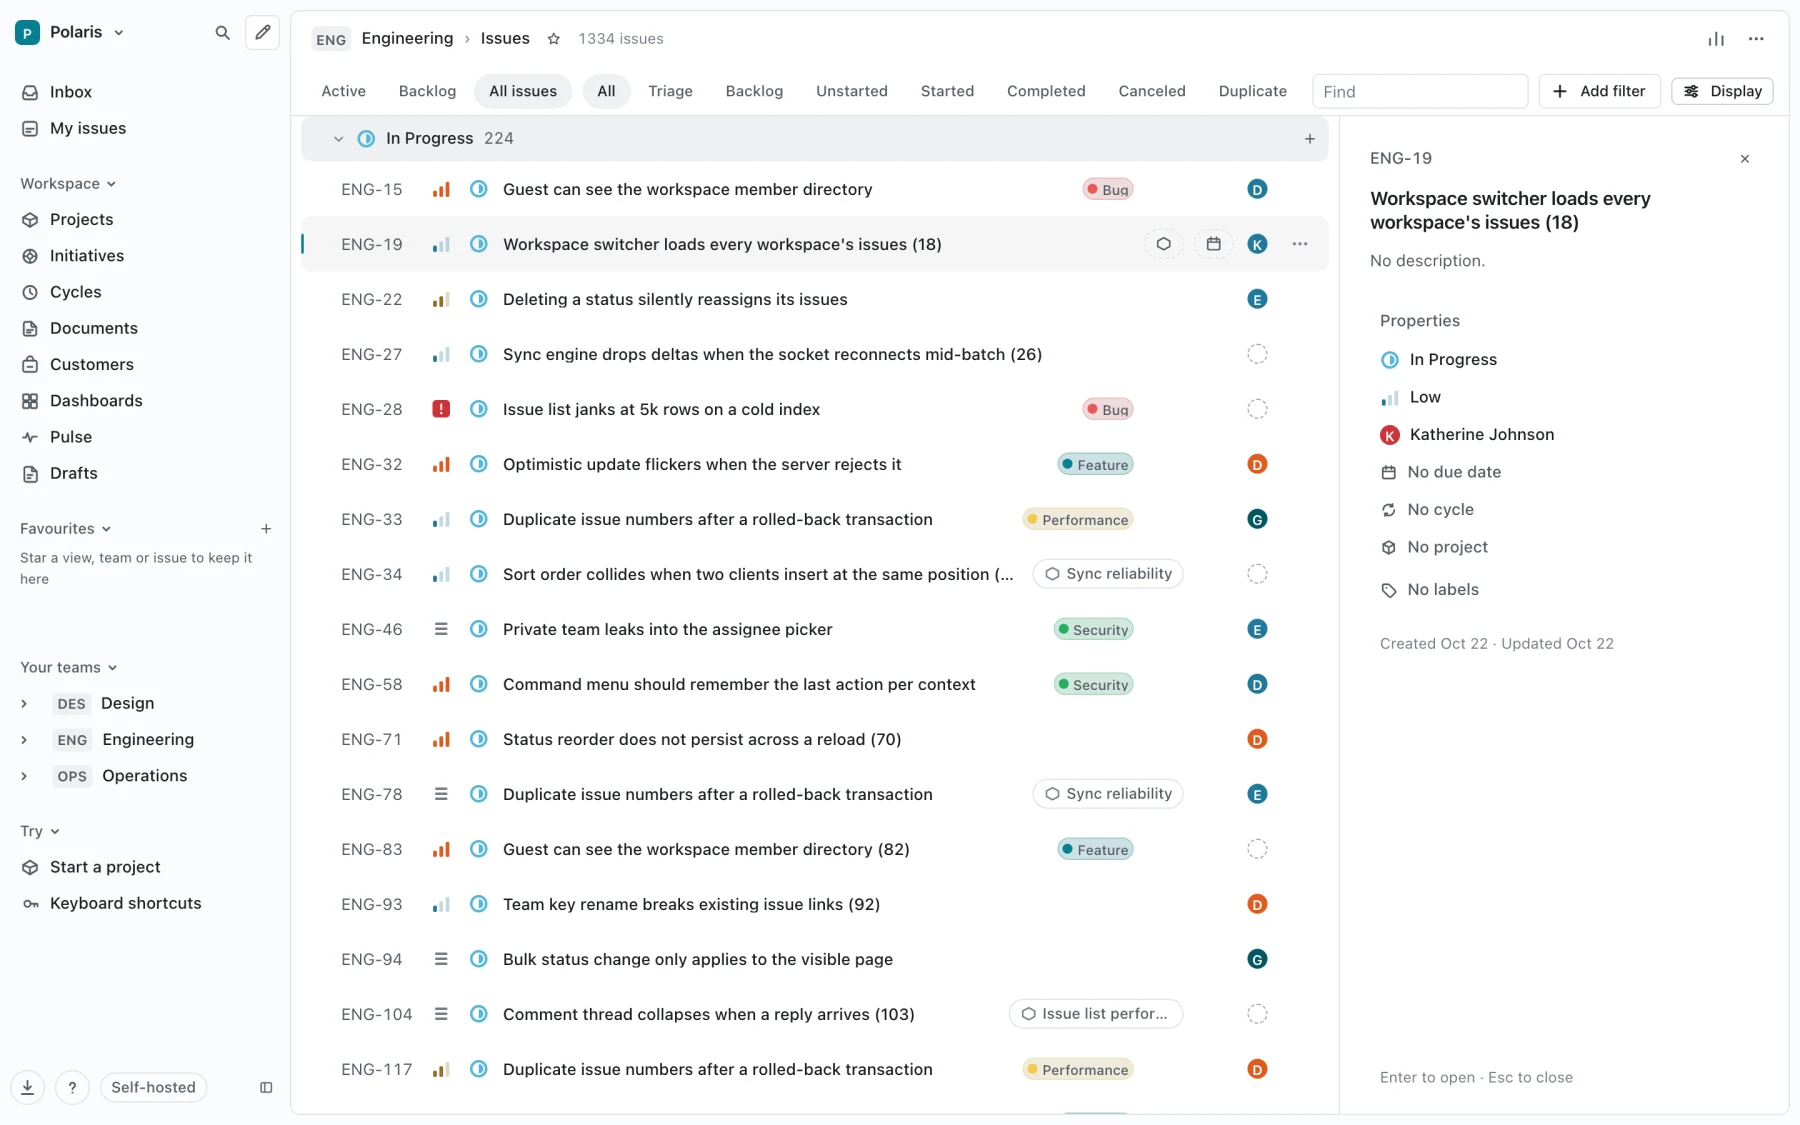 P Polaris
Inbox
My issues
Workspace
Projects
Initiatives
Cycles
Documents
Customers
Dashboards
Pulse
Drafts
Favourites
Star a view, team or issue to keep it
here
Your teams
DES Design
ENG Engineering
OPS Operations
Try
Start a project
Keyboard shortcuts
? Self-hosted
ENG Engineering › Issues 1334 issues
Active Backlog All issues All Triage Backlog Unstarted Started Completed Canceled Duplicate Find Add filter Display
In Progress 224
ENG-15 Guest can see the workspace member directory Bug D
ENG-19 Workspace switcher loads every workspace's issues (18) K
ENG-22 Deleting a status silently reassigns its issues E
ENG-27 Sync engine drops deltas when the socket reconnects mid-batch (26)
ENG-28 ! Issue list janks at 5k rows on a cold index Bug
ENG-32 Optimistic update flickers when the server rejects it Feature D
ENG-33 Duplicate issue numbers after a rolled-back transaction Performance G
ENG-34 Sort order collides when two clients insert at the same position (... Sync reliability
ENG-46 Private team leaks into the assignee picker Security E
ENG-58 Command menu should remember the last action per context Security D
ENG-71 Status reorder does not persist across a reload (70) D
ENG-78 Duplicate issue numbers after a rolled-back transaction Sync reliability E
ENG-83 Guest can see the workspace member directory (82) Feature
ENG-93 Team key rename breaks existing issue links (92) D
ENG-94 Bulk status change only applies to the visible page G
ENG-104 Comment thread collapses when a reply arrives (103) Issue list perfor...
ENG-117 Duplicate issue numbers after a rolled-back transaction Performance D
ENG-19
Workspace switcher loads every
workspace's issues (18)
No description.
Properties
In Progress
Low
K Katherine Johnson
No due date
No cycle
No project
No labels
Created Oct 22 · Updated Oct 22
Enter to open · Esc to close